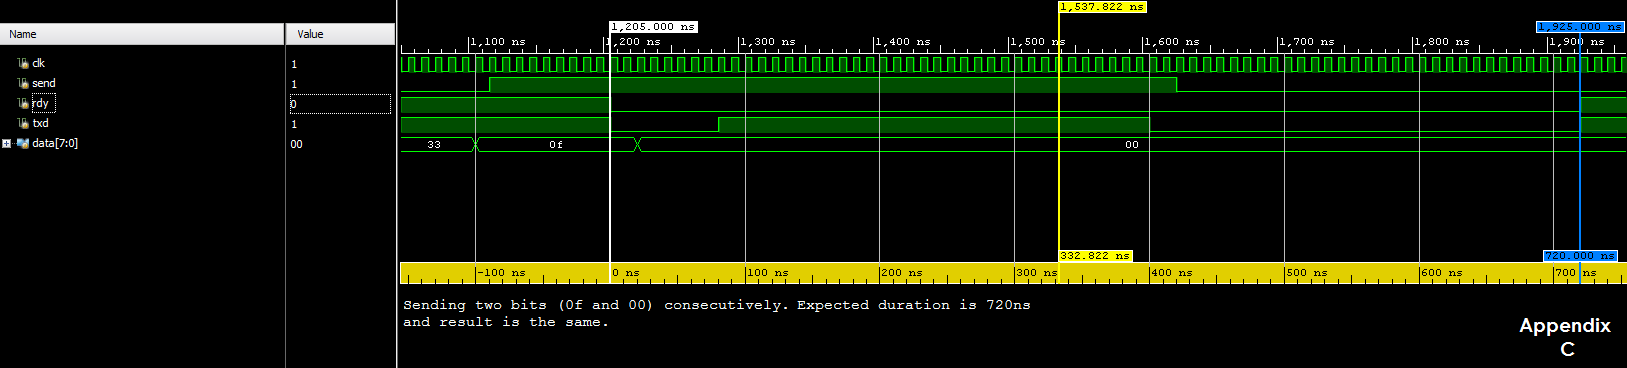 1,537.822 ns
1,205.000 ns
1,925.000 ns
Name Value
1,100 ns 1,200 ns 1,300 ns 1,400 ns 1,500 ns 1,600 ns 1,700 ns 1,800 ns 1,900 ns
clk 1
send 1
rdy 0
txd 1
data[7:0] 00 33 0f 00
332.822 ns 720.000 ns
-100 ns 0 ns 100 ns 200 ns 300 ns 400 ns 500 ns 600 ns 700 ns
Sending two bits (0f and 00) consecutively. Expected duration is 720ns
and result is the same.
Appendix
C